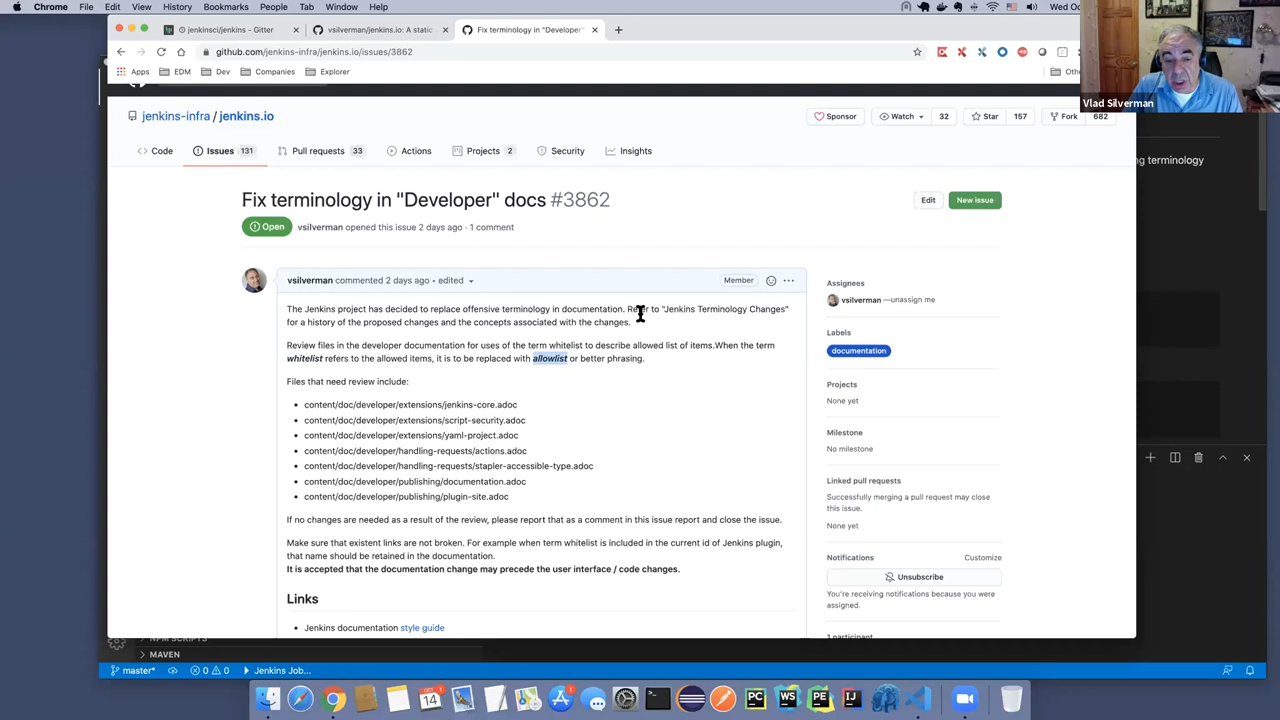 Chrome File Edit View History Bookmarks People Tab Window Help
Wed Oc
jenkinsci/jenkins - Gitter
vsilverman/jenkins.io: A static
Fix terminology in "Developer"
github.com/jenkins-infra/jenkins.io/issues/3862
Apps EDM Dev Companies Explorer
Vlad Silverman
jenkins-infra / jenkins.io
Sponsor Watch 32 Star 157 Fork 682
Code Issues 131 Pull requests 33 Actions Projects 2 Security Insights
ng terminology
Fix terminology in "Developer" docs #3862
Edit New issue
Open vsilverman opened this issue 2 days ago · 1 comment
vsilverman commented 2 days ago • edited
Member
The Jenkins project has decided to replace offensive terminology in documentation. Refer to "Jenkins Terminology Changes"
for a history of the proposed changes and the concepts associated with the changes.
Review files in the developer documentation for uses of the term whitelist to describe allowed list of items.When the term
whitelist refers to the allowed items, it is to be replaced with allowlist or better phrasing.
Files that need review include:
• content/doc/developer/extensions/jenkins-core.adoc
• content/doc/developer/extensions/script-security.adoc
• content/doc/developer/extensions/yaml-project.adoc
• content/doc/developer/handling-requests/actions.adoc
• content/doc/developer/handling-requests/stapler-accessible-type.adoc
• content/doc/developer/publishing/documentation.adoc
• content/doc/developer/publishing/plugin-site.adoc
If no changes are needed as a result of the review, please report that as a comment in this issue report and close the issue.
Make sure that existent links are not broken. For example when term whitelist is included in the current id of Jenkins plugin,
that name should be retained in the documentation.
It is accepted that the documentation change may precede the user interface / code changes.
Links
• Jenkins documentation style guide
Assignees
vsilverman —unassign me
Labels
documentation
Projects
None yet
Milestone
No milestone
Linked pull requests
Successfully merging a pull request may close
this issue.
None yet
Notifications Customize
Unsubscribe
You're receiving notifications because you were
assigned.
1 participant
NPM SCRIPTS
MAVEN
master* 0 0 Jenkins Job...
OCT
14
PC WS PE IJ